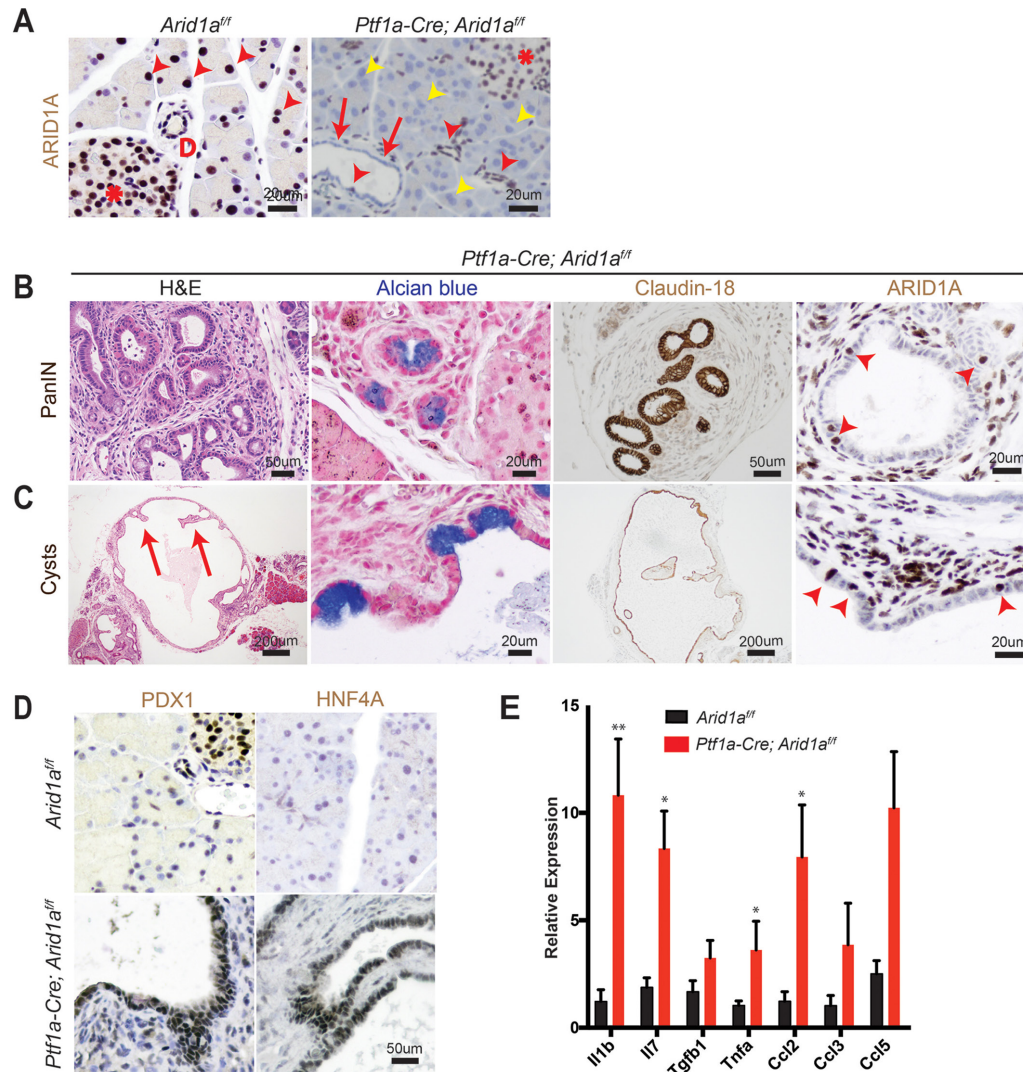 A
Arid1a^f/f
Ptf1a-Cre; Arid1a^f/f
ARID1A
D
*
20um
*
20um
Ptf1a-Cre; Arid1a^f/f
B
H&E
Alcian blue
Claudin-18
ARID1A
PanIN
50um
20um
50um
20um
C
Cysts
200um
20um
200um
20um
D
PDX1
HNF4A
Arid1a^f/f
Ptf1a-Cre; Arid1a^f/f
50um
E
Arid1a^f/f
Ptf1a-Cre; Arid1a^f/f
Relative Expression
15
10
5
0
**
*
*
*
Il1b
Il7
Tgfb1
Tnfa
Ccl2
Ccl3
Ccl5